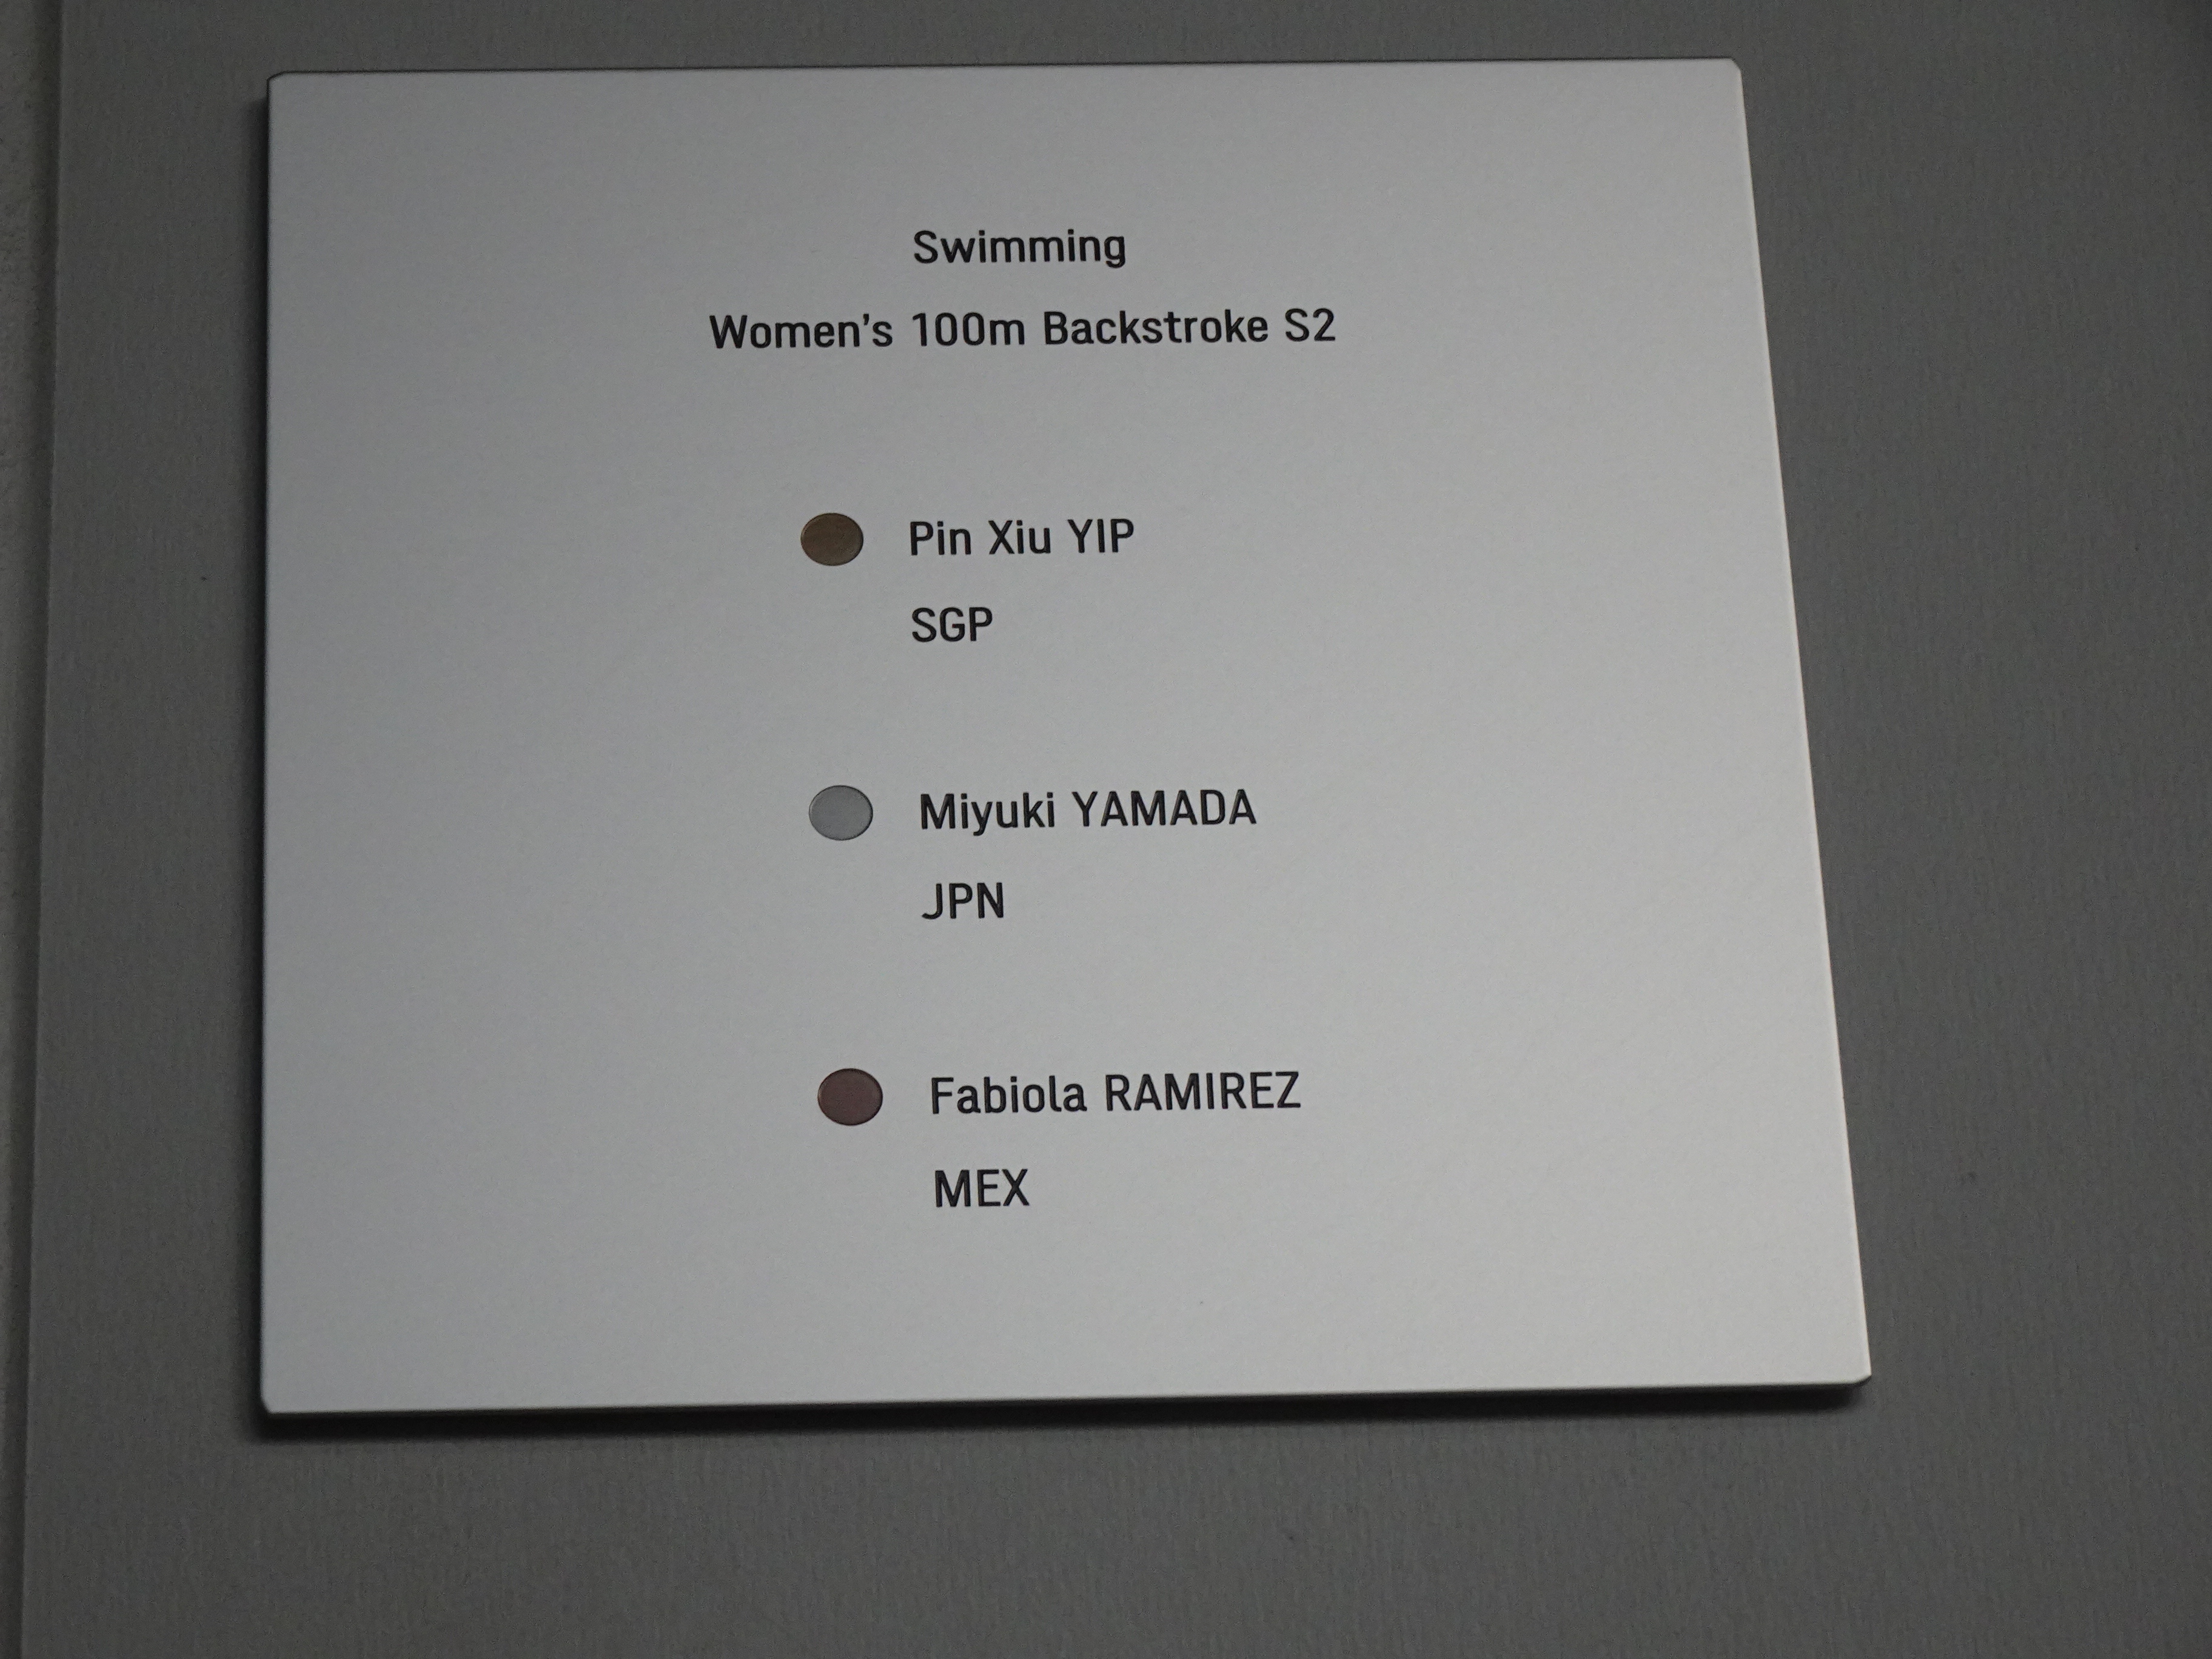 Swimming
Women's 100m Backstroke S2
Pin Xiu YIP
SGP
Miyuki YAMADA
JPN
Fabiola RAMIREZ
MEX